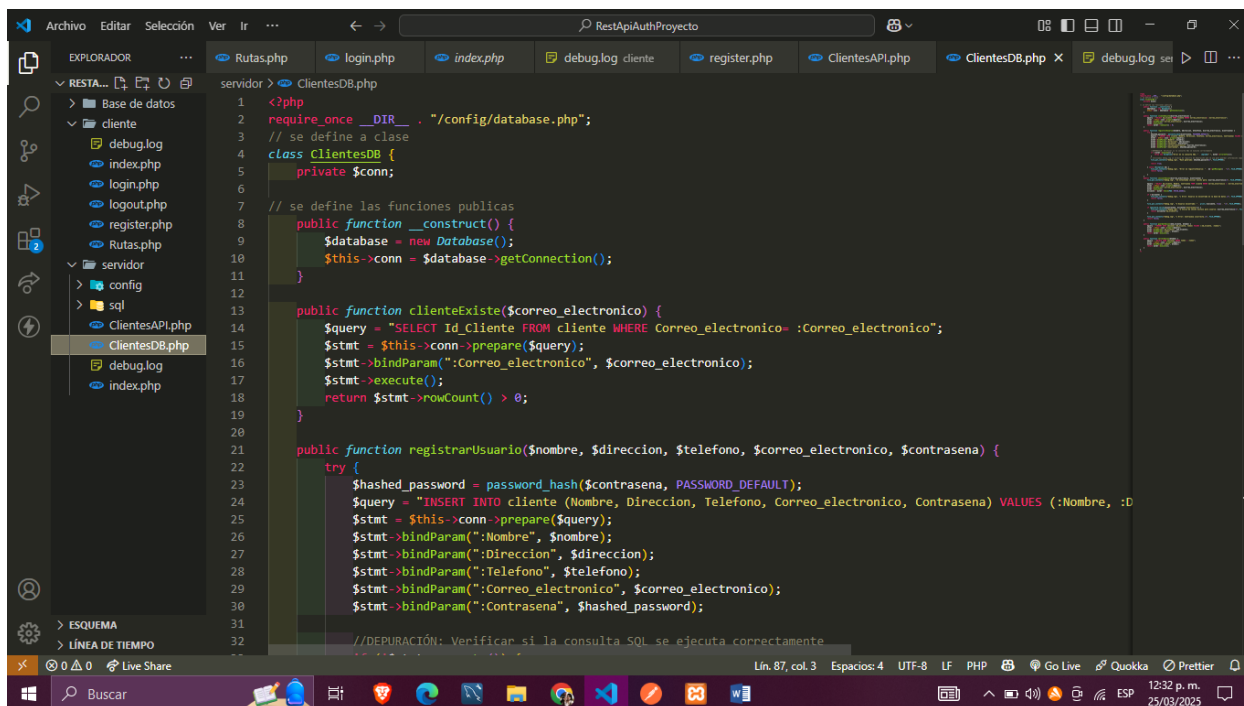 Archivo Editar Selección Ver Ir ··· RestApiAuthProyecto
EXPLORADOR ···
RESTA...
Base de datos
cliente
debug.log
index.php
login.php
logout.php
register.php
Rutas.php
servidor
config
sql
ClientesAPI.php
ClientesDB.php
debug.log
index.php
ESQUEMA
LÍNEA DE TIEMPO
Rutas.php login.php index.php debug.log cliente register.php ClientesAPI.php ClientesDB.php debug.log ser ···
servidor > ClientesDB.php
1 <?php
2 require_once __DIR__ . "/config/database.php";
3 // se define a clase
4 class ClientesDB {
5 private $conn;
6
7 // se define las funciones publicas
8 public function __construct() {
9 $database = new Database();
10 $this->conn = $database->getConnection();
11 }
12
13 public function clienteExiste($correo_electronico) {
14 $query = "SELECT Id_Cliente FROM cliente WHERE Correo_electronico= :Correo_electronico";
15 $stmt = $this->conn->prepare($query);
16 $stmt->bindParam(":Correo_electronico", $correo_electronico);
17 $stmt->execute();
18 return $stmt->rowCount() > 0;
19 }
20
21 public function registrarUsuario($nombre, $direccion, $telefono, $correo_electronico, $contrasena) {
22 try {
23 $hashed_password = password_hash($contrasena, PASSWORD_DEFAULT);
24 $query = "INSERT INTO cliente (Nombre, Direccion, Telefono, Correo_electronico, Contrasena) VALUES (:Nombre, :D
25 $stmt = $this->conn->prepare($query);
26 $stmt->bindParam(":Nombre", $nombre);
27 $stmt->bindParam(":Direccion", $direccion);
28 $stmt->bindParam(":Telefono", $telefono);
29 $stmt->bindParam(":Correo_electronico", $correo_electronico);
30 $stmt->bindParam(":Contrasena", $hashed_password);
31
32 //DEPURACIÓN: Verificar si la consulta SQL se ejecuta correctamente
2
0 0 Live Share Lín. 87, col. 3 Espacios: 4 UTF-8 LF PHP Go Live Quokka Prettier
Buscar W ESP 12:32 p. m.
25/03/2025